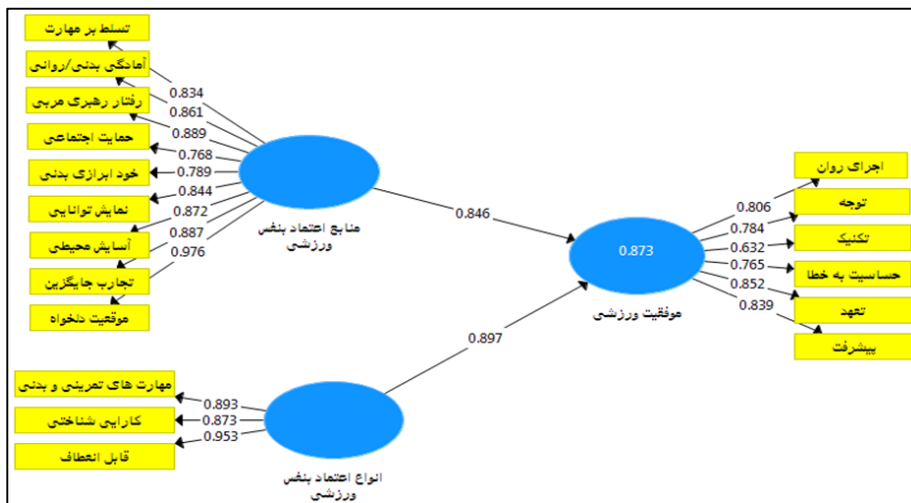 تسلط بر مهارت
آمادگی بدنی/روانی
رفتار رهبری مربی
حمایت اجتماعی
خود ابرازی بدنی
نمایش توانایی
آسایش محیطی
تجارب جایگزین
موقعیت دلخواه
0.834
0.861
0.889
0.768
0.789
0.844
0.872
0.887
0.976
منابع اعتماد بنفس
ورزشی
0.846
مهارت های تمرینی و بدنی
کارایی شناختی
قابل انعطاف
0.893
0.873
0.953
انواع اعتماد بنفس
ورزشی
0.897
0.873
موفقیت ورزشی
0.806
0.784
0.632
0.765
0.852
0.839
اجرای روان
توجه
تکنیک
حساسیت به خطا
تعهد
پیشرفت